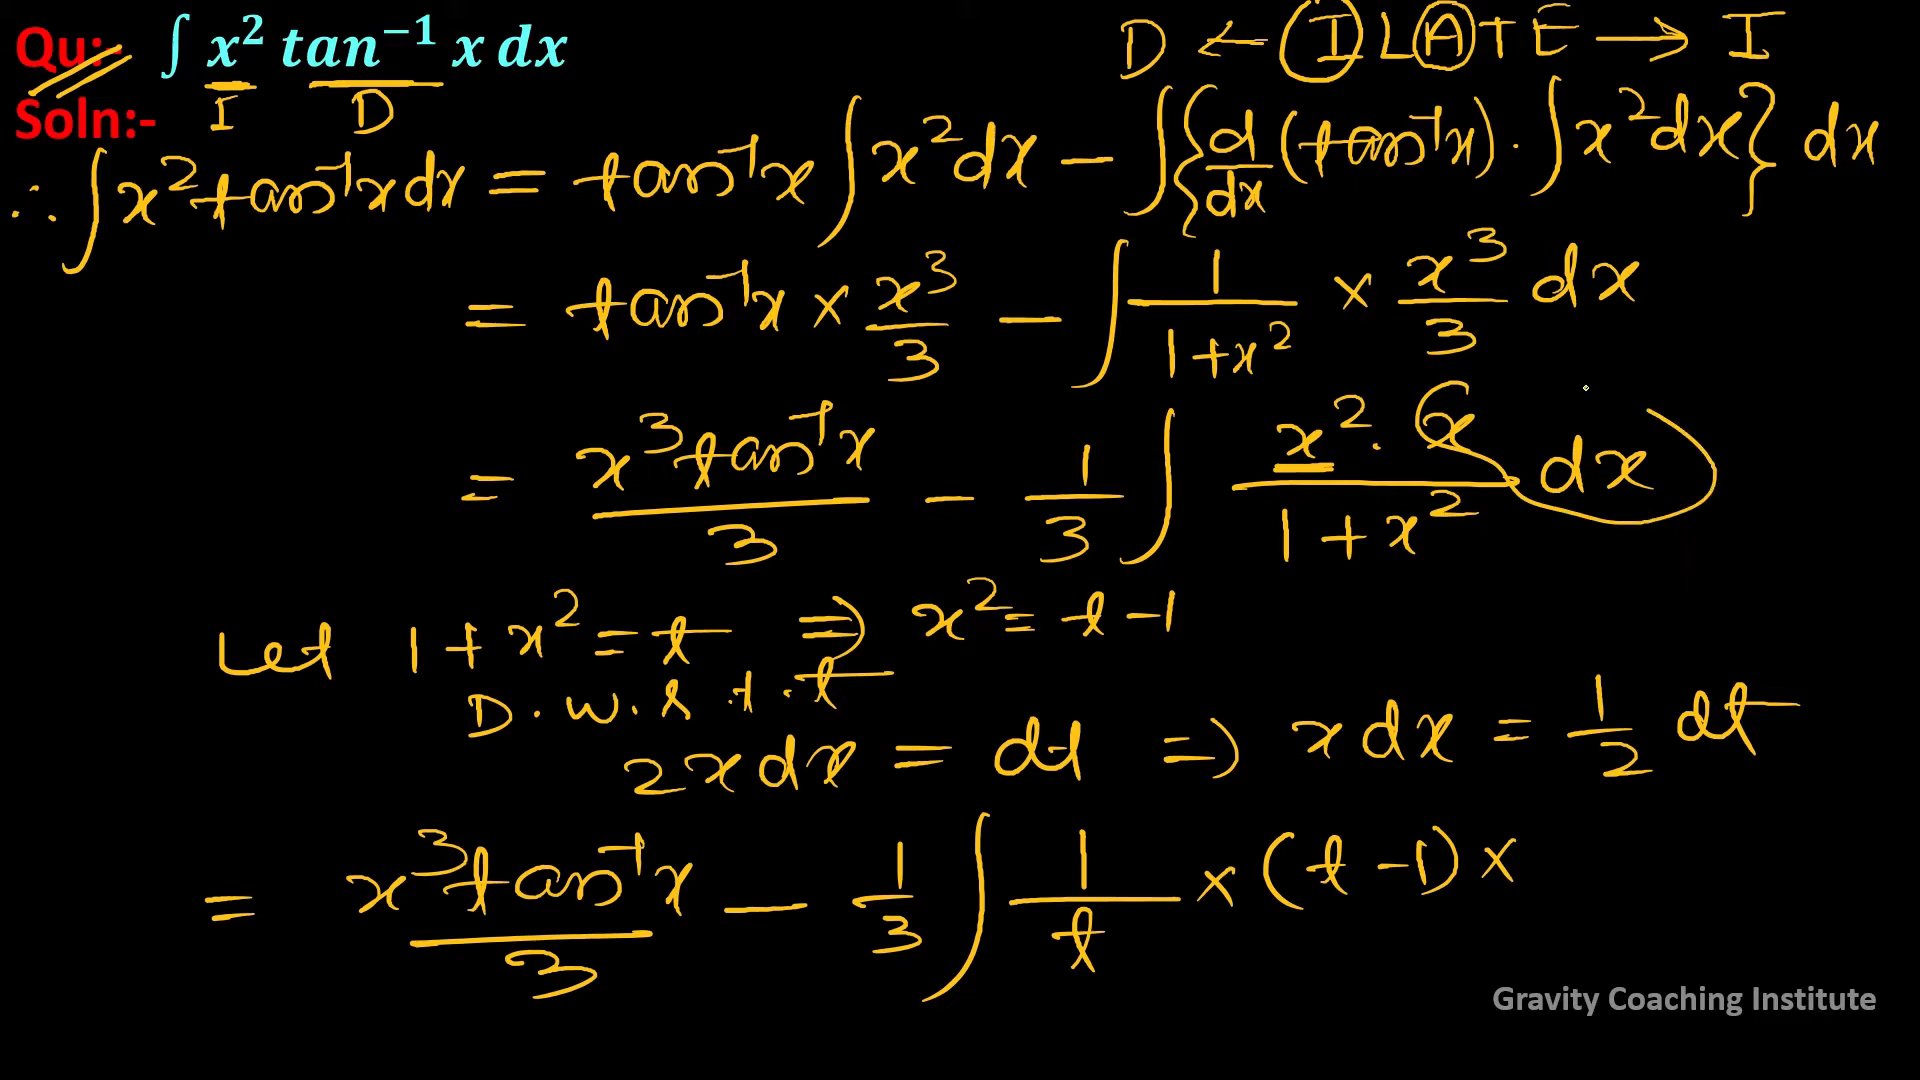 Qu:- ∫ x² tan⁻¹ x dx
D ← I L A T E → I
Soln:- I D
∴ ∫ x² tan⁻¹x dx = tan⁻¹x ∫ x² dx - ∫ { d/dx (tan⁻¹x) · ∫ x² dx } dx
= tan⁻¹x × x³/3 - ∫ 1/(1+x²) × x³/3 dx
= x³ tan⁻¹x / 3 - 1/3 ∫ x² · x / (1+x²) dx
Let 1 + x² = t ⇒ x² = t - 1
D. w. r. t. t
2x dx = dt ⇒ x dx = 1/2 dt
= x³ tan⁻¹x / 3 - 1/3 ∫ 1/t × (t - 1) ×
Gravity Coaching Institute